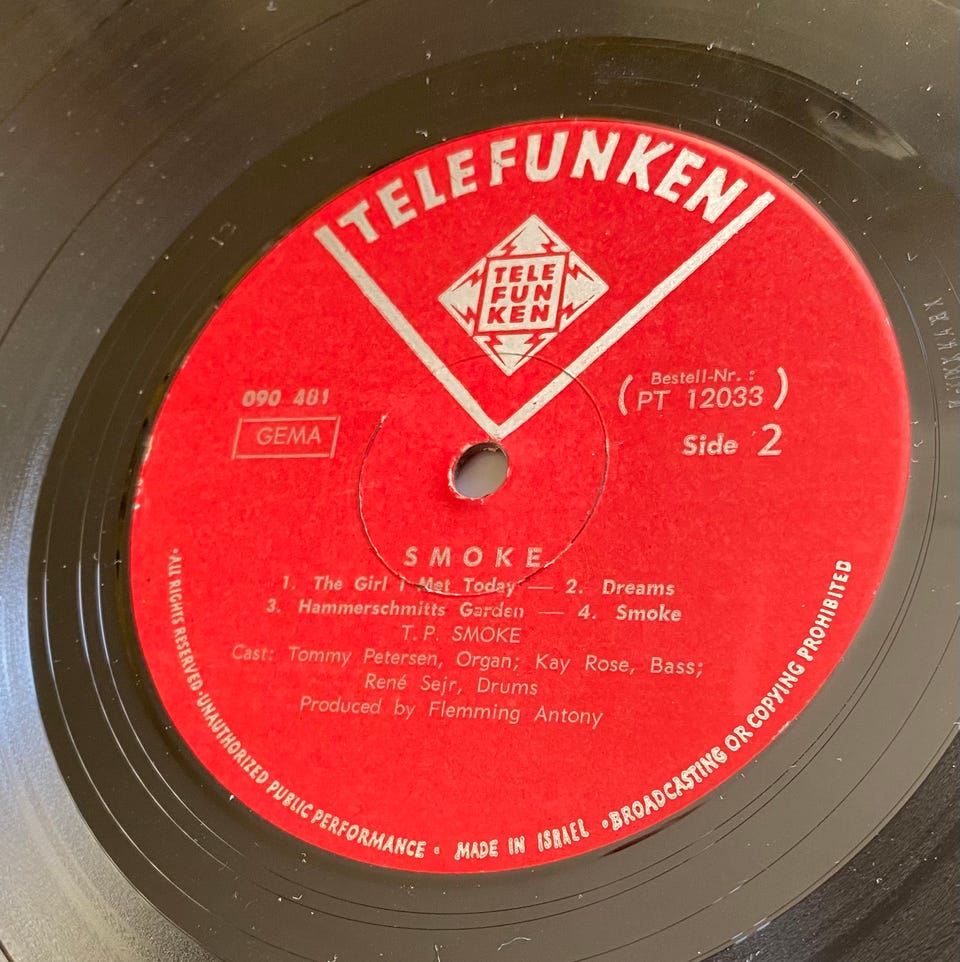 TELEFUNKEN
TELE
FUN
KEN
090 481
GEMA
(Bestell-Nr. :
PT 12033)
Side 2
SMOKE
1. The Girl I Met Today — 2. Dreams
3. Hammerschmitts Garden — 4. Smoke
T. P. SMOKE
Cast: Tommy Petersen, Organ; Kay Rose, Bass;
René Sejr, Drums
Produced by Flemming Antony
•ALL RIGHTS RESERVED•UNAUTHORIZED PUBLIC PERFORMANCE • MADE IN ISRAEL •BROADCASTING OR COPYING PROHIBITED